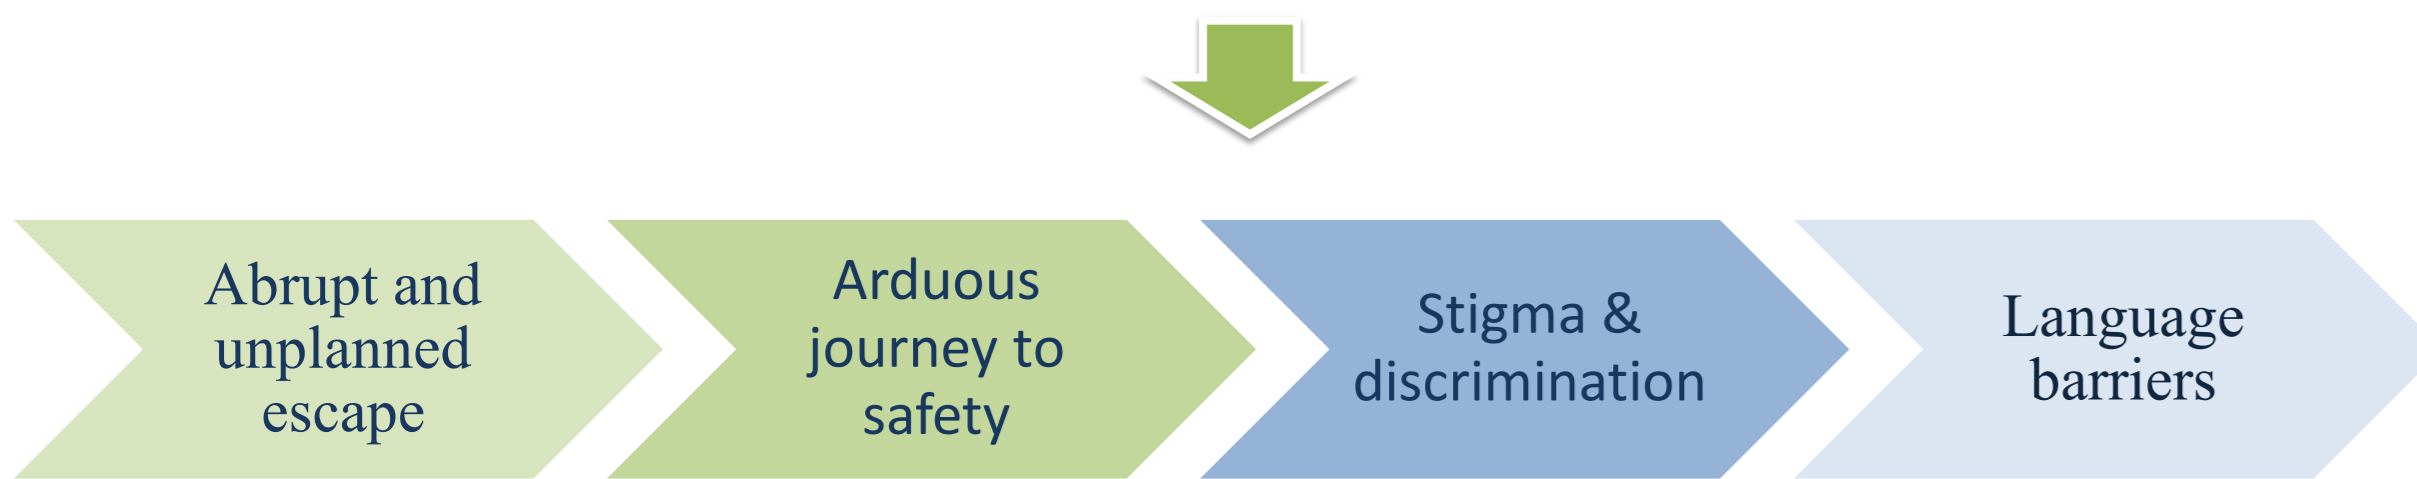 Abrupt and
unplanned
escape
Arduous
journey to
safety
Stigma &
discrimination
Language
barriers